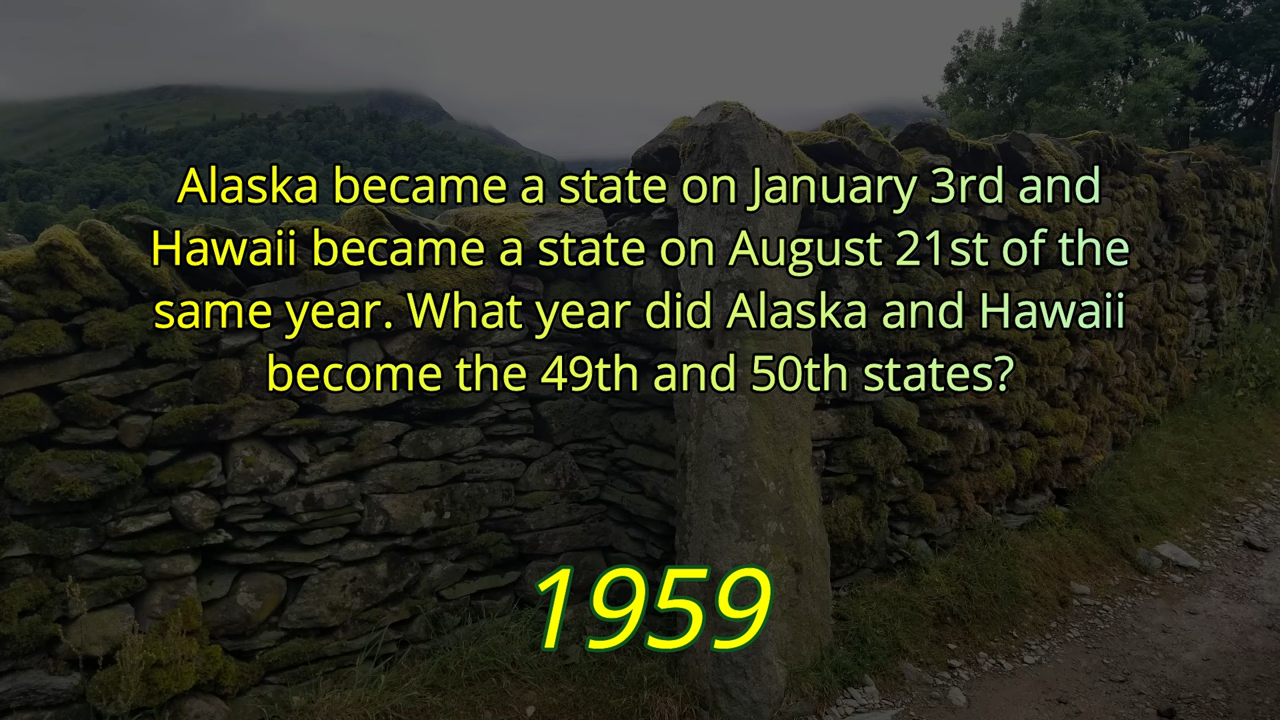 Alaska became a state on January 3rd and
Hawaii became a state on August 21st of the
same year. What year did Alaska and Hawaii
become the 49th and 50th states?
1959